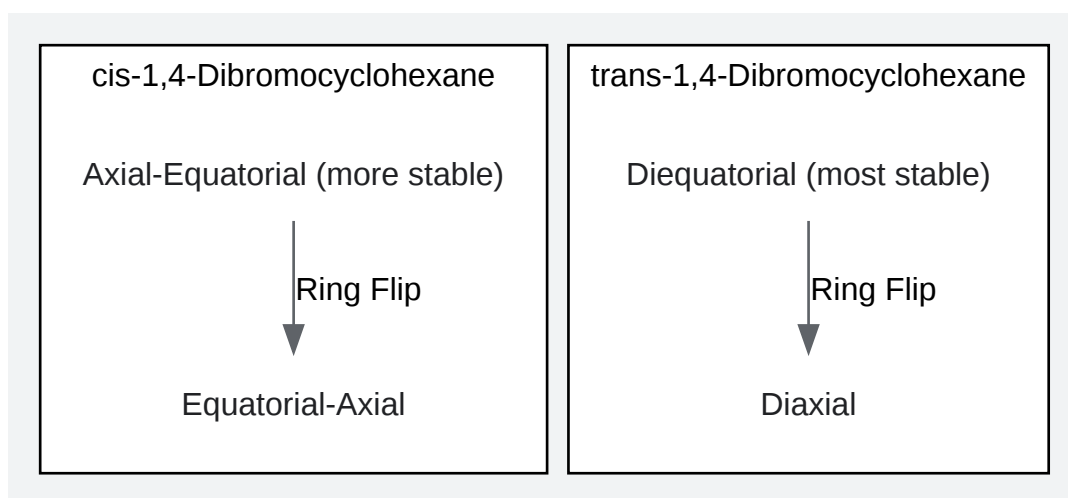 cis-1,4-Dibromocyclohexane
Axial-Equatorial (more stable)
Ring Flip
Equatorial-Axial
trans-1,4-Dibromocyclohexane
Diequatorial (most stable)
Ring Flip
Diaxial